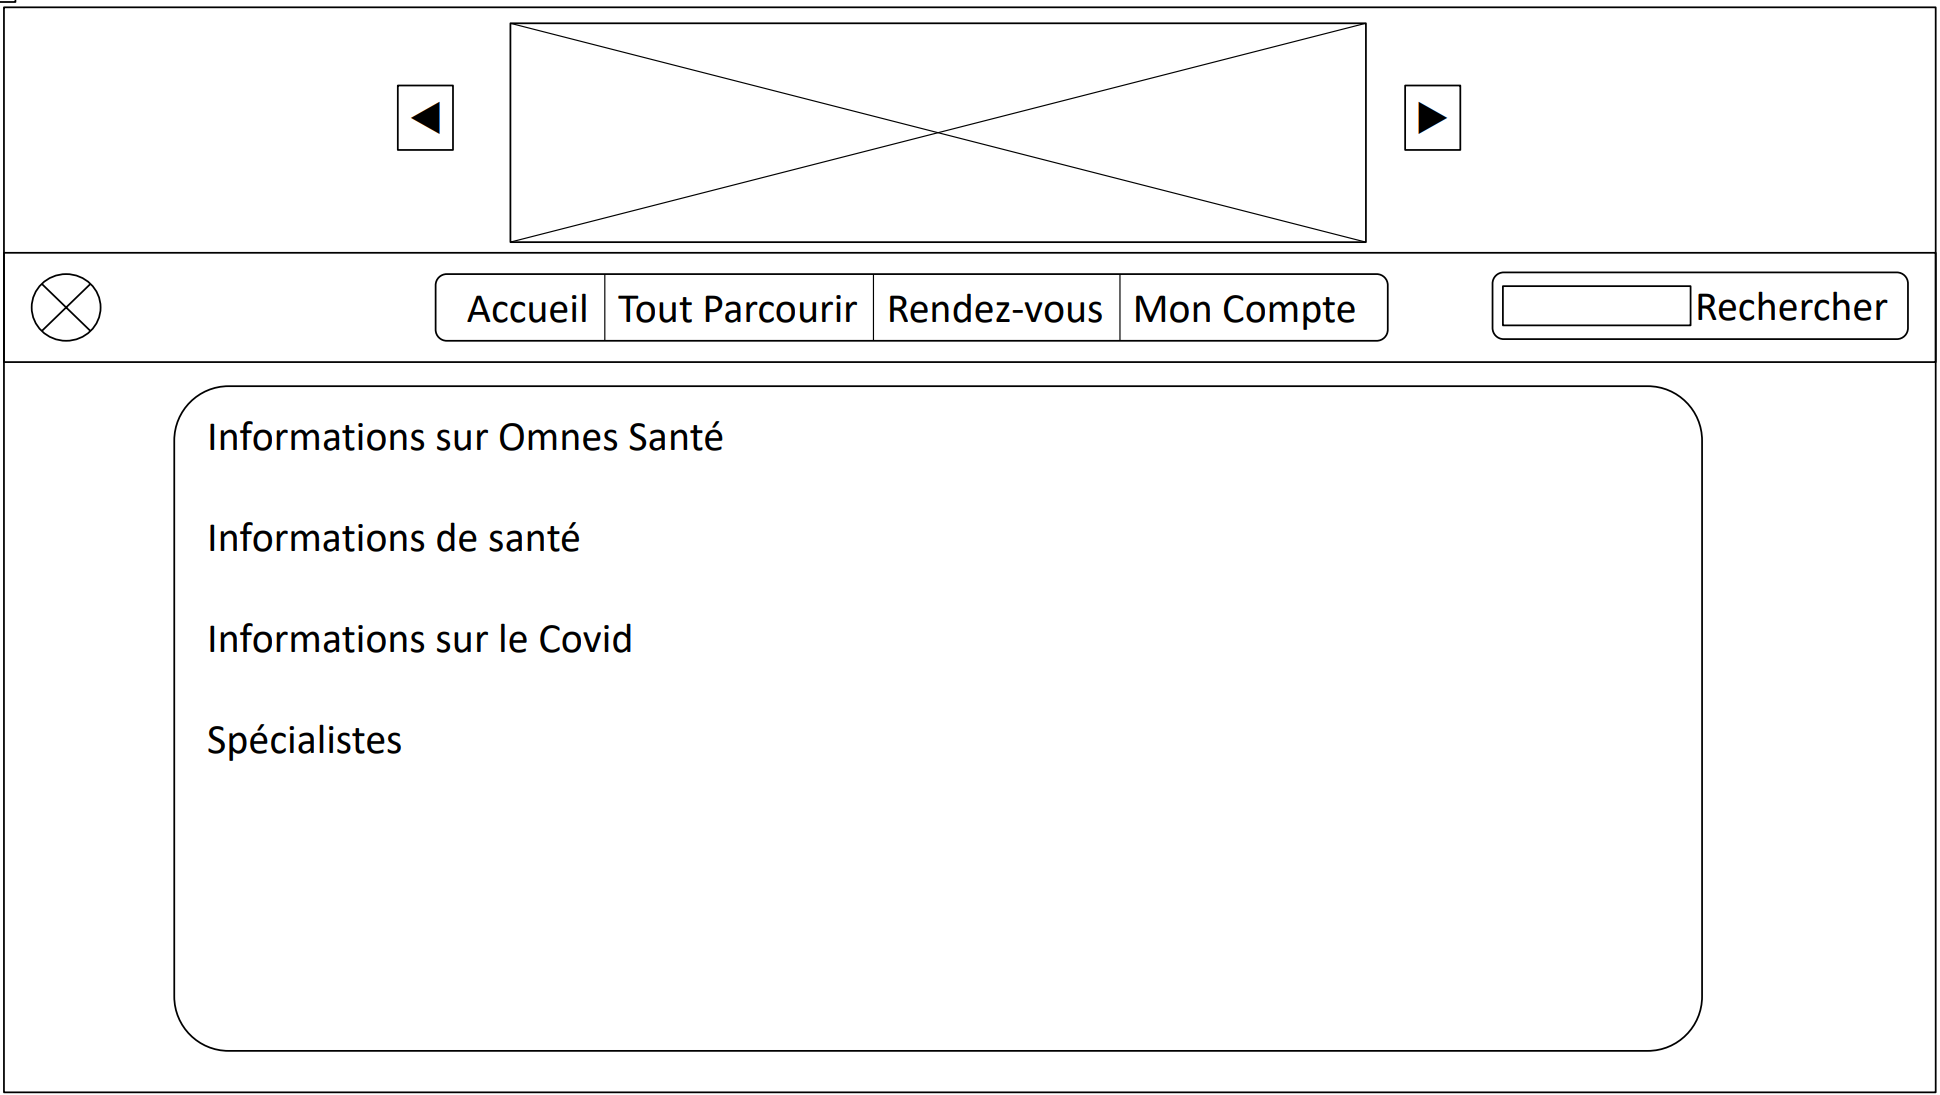 Accueil Tout Parcourir Rendez-vous Mon Compte Rechercher
Informations sur Omnes Santé
Informations de santé
Informations sur le Covid
Spécialistes